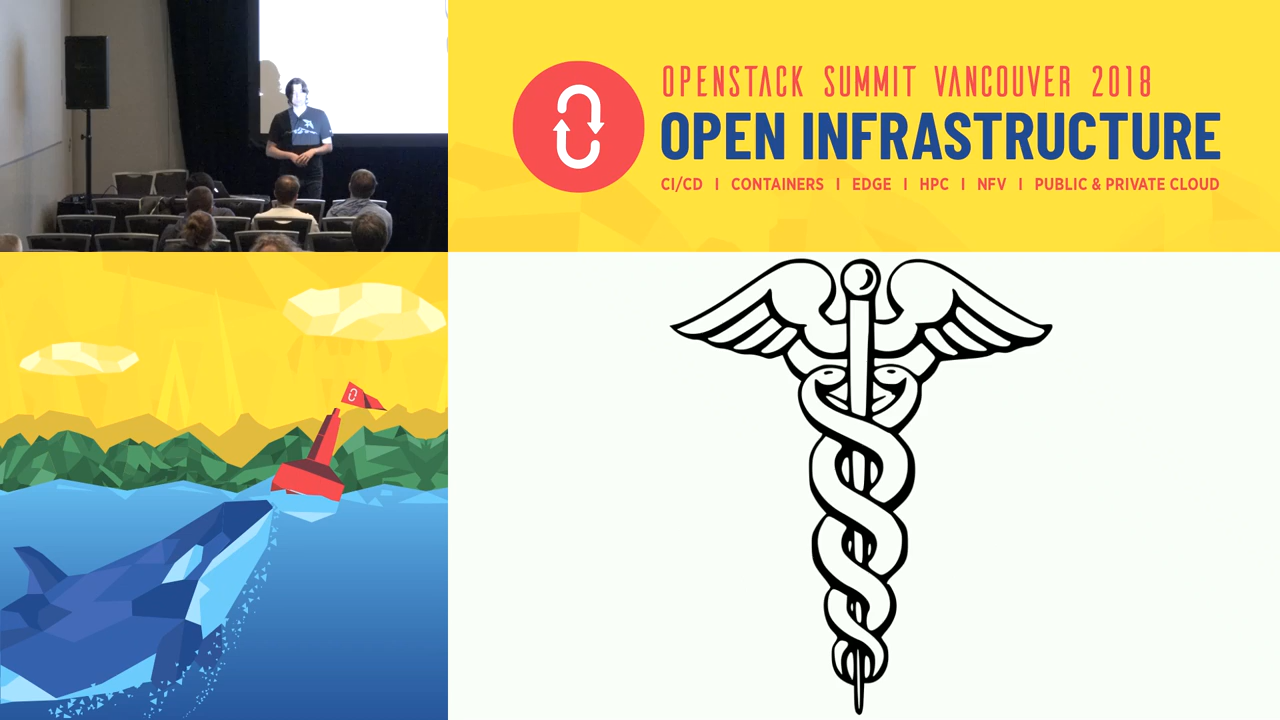 OPENSTACK SUMMIT VANCOUVER 2018
OPEN INFRASTRUCTURE
CI/CD | CONTAINERS | EDGE | HPC | NFV | PUBLIC & PRIVATE CLOUD